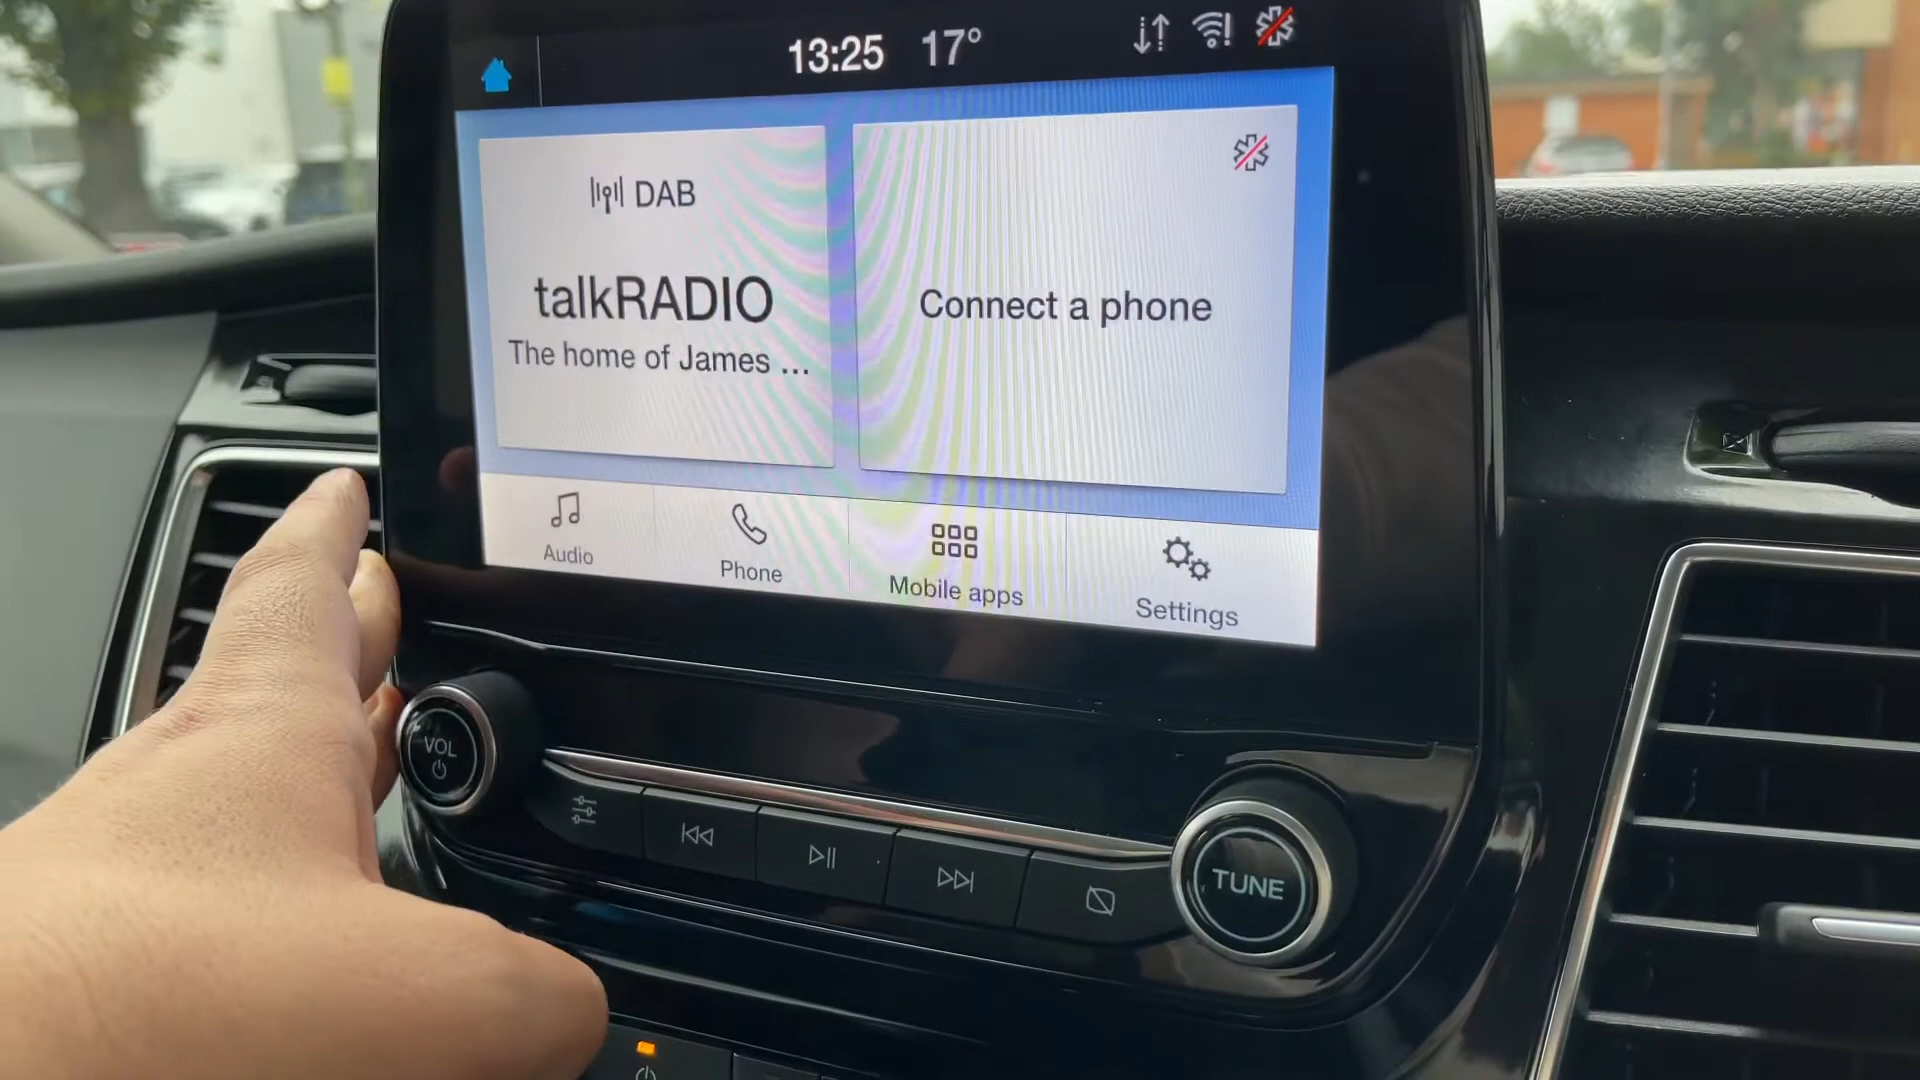 13:25 17°
DAB
talkRADIO
The home of James ...
Connect a phone
Audio
Phone
Mobile apps
Settings
VOL
TUNE